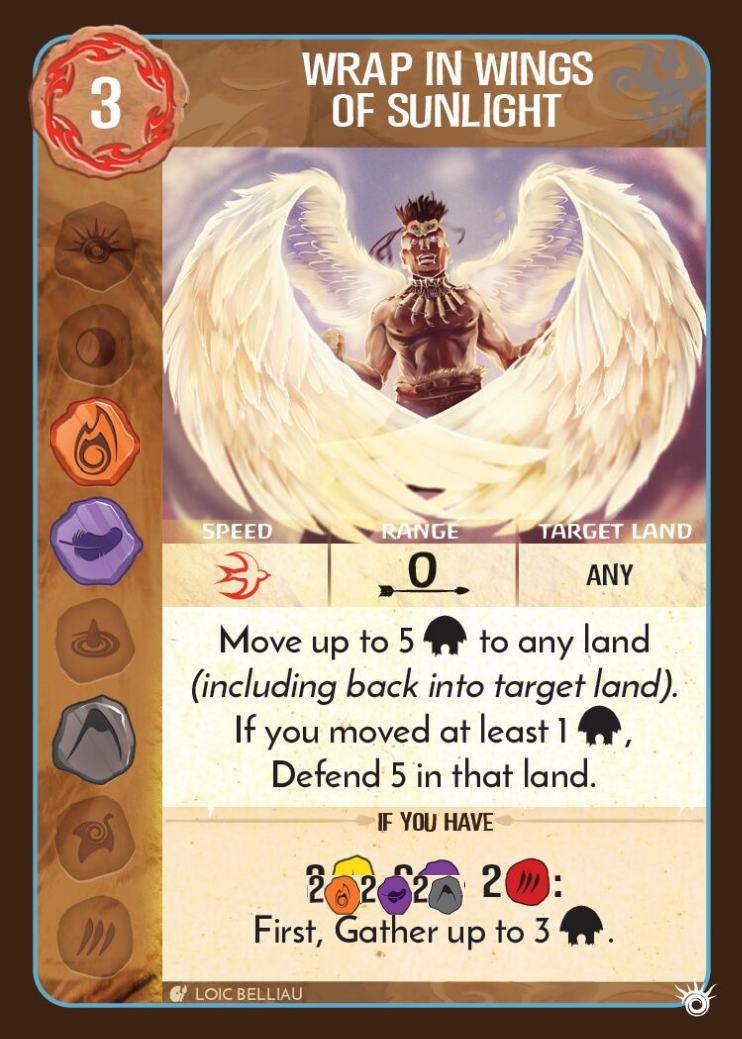 3
WRAP IN WINGS
OF SUNLIGHT
SPEED RANGE TARGET LAND
0 ANY
Move up to 5 to any land
(including back into target land).
If you moved at least 1 ,
Defend 5 in that land.
IF YOU HAVE
2 2 2 2 :
First, Gather up to 3 .
LOIC BELLIAU